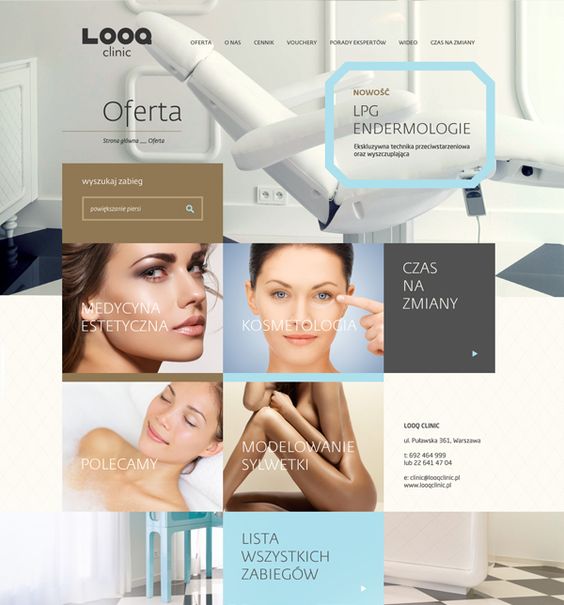 LOOQ
clinic
OFERTA O NAS CENNIK VOUCHERY PORADY EKSPERTÓW WIDEO CZAS NA ZMIANY
Oferta
Strona główna __ Oferta
NOWOŚĆ
LPG
ENDERMOLOGIE
Ekskluzywna technika przeciwstarzeniowa
oraz wyszczuplająca
wyszukaj zabieg
powiększanie piersi
MEDYCYNA
ESTETYCZNA
KOSMETOLOGIA
CZAS
NA
ZMIANY
POLECAMY
MODELOWANIE
SYLWETKI
LOOQ CLINIC
ul. Puławska 361, Warszawa
t: 692 464 999
lub 22 641 47 04
e: clinic@looqclinic.pl
www.looqclinic.pl
LISTA
WSZYSTKICH
ZABIEGÓW